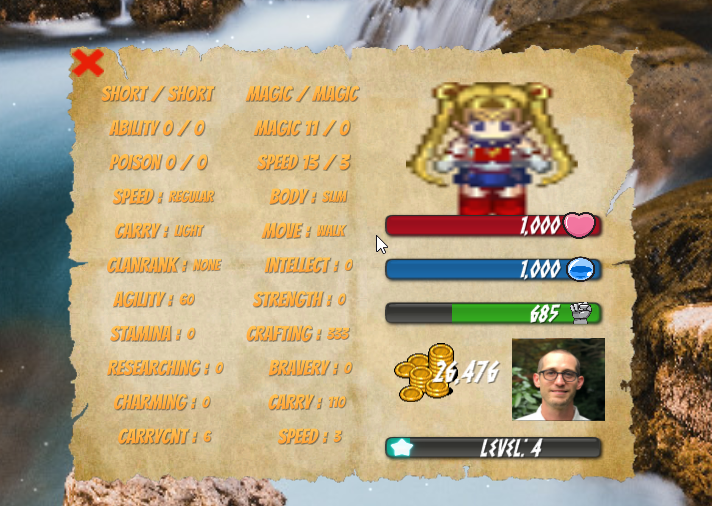 SHORT / SHORT MAGIC / MAGIC
ABILITY 0 / 0 MAGIC 11 / 0
POISON 0 / 0 SPEED 13 / 3
SPEED : REGULAR BODY : SLIM
CARRY : LIGHT MOVE : WALK
CLANRANK : NONE INTELLECT : 0
AGILITY : 60 STRENGTH : 0
STAMINA : 0 CRAFTING : 333
RESEARCHING : 0 BRAVERY : 0
CHARMING : 0 CARRY : 110
CARRYCNT : 6 SPEED : 3
1,000
1,000
685
26,476
LEVEL: 4